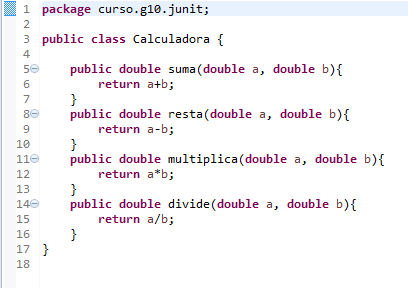 1 package curso.g10.junit;
2
3 public class Calculadora {
4
5 public double suma(double a, double b){
6 return a+b;
7 }
8 public double resta(double a, double b){
9 return a-b;
10 }
11 public double multiplica(double a, double b){
12 return a*b;
13 }
14 public double divide(double a, double b){
15 return a/b;
16 }
17 }
18